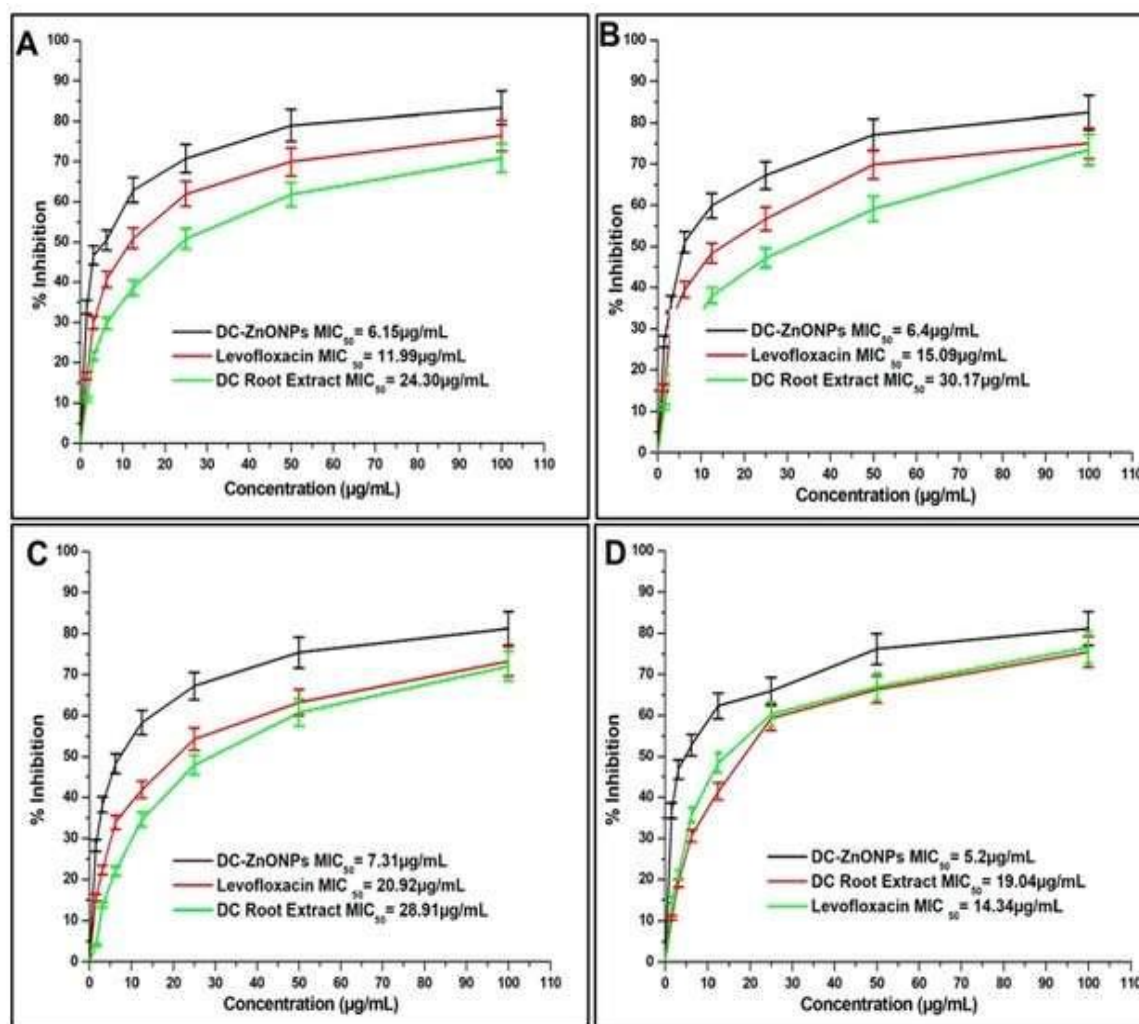 A
% Inhibition
100
90
80
70
60
50
40
30
20
10
0
DC-ZnONPs MIC50= 6.15µg/mL
Levofloxacin MIC50= 11.99µg/mL
DC Root Extract MIC50= 24.30µg/mL
0 10 20 30 40 50 60 70 80 90 100 110
Concentration (µg/mL)
B
% Inhibition
100
90
80
70
60
50
40
30
20
10
0
DC-ZnONPs MIC50= 6.4µg/mL
Levofloxacin MIC50= 15.09µg/mL
DC Root Extract MIC50= 30.17µg/mL
0 10 20 30 40 50 60 70 80 90 100 110
Concentration (µg/mL)
C
% Inhibition
100
90
80
70
60
50
40
30
20
10
0
DC-ZnONPs MIC50= 7.31µg/mL
Levofloxacin MIC50= 20.92µg/mL
DC Root Extract MIC50= 28.91µg/mL
0 10 20 30 40 50 60 70 80 90 100 110
Concentration (µg/mL)
D
% Inhibition
100
90
80
70
60
50
40
30
20
10
0
DC-ZnONPs MIC50= 5.2µg/mL
DC Root Extract MIC50= 19.04µg/mL
Levofloxacin MIC50= 14.34µg/mL
0 10 20 30 40 50 60 70 80 90 100 110
Concentration (µg/mL)